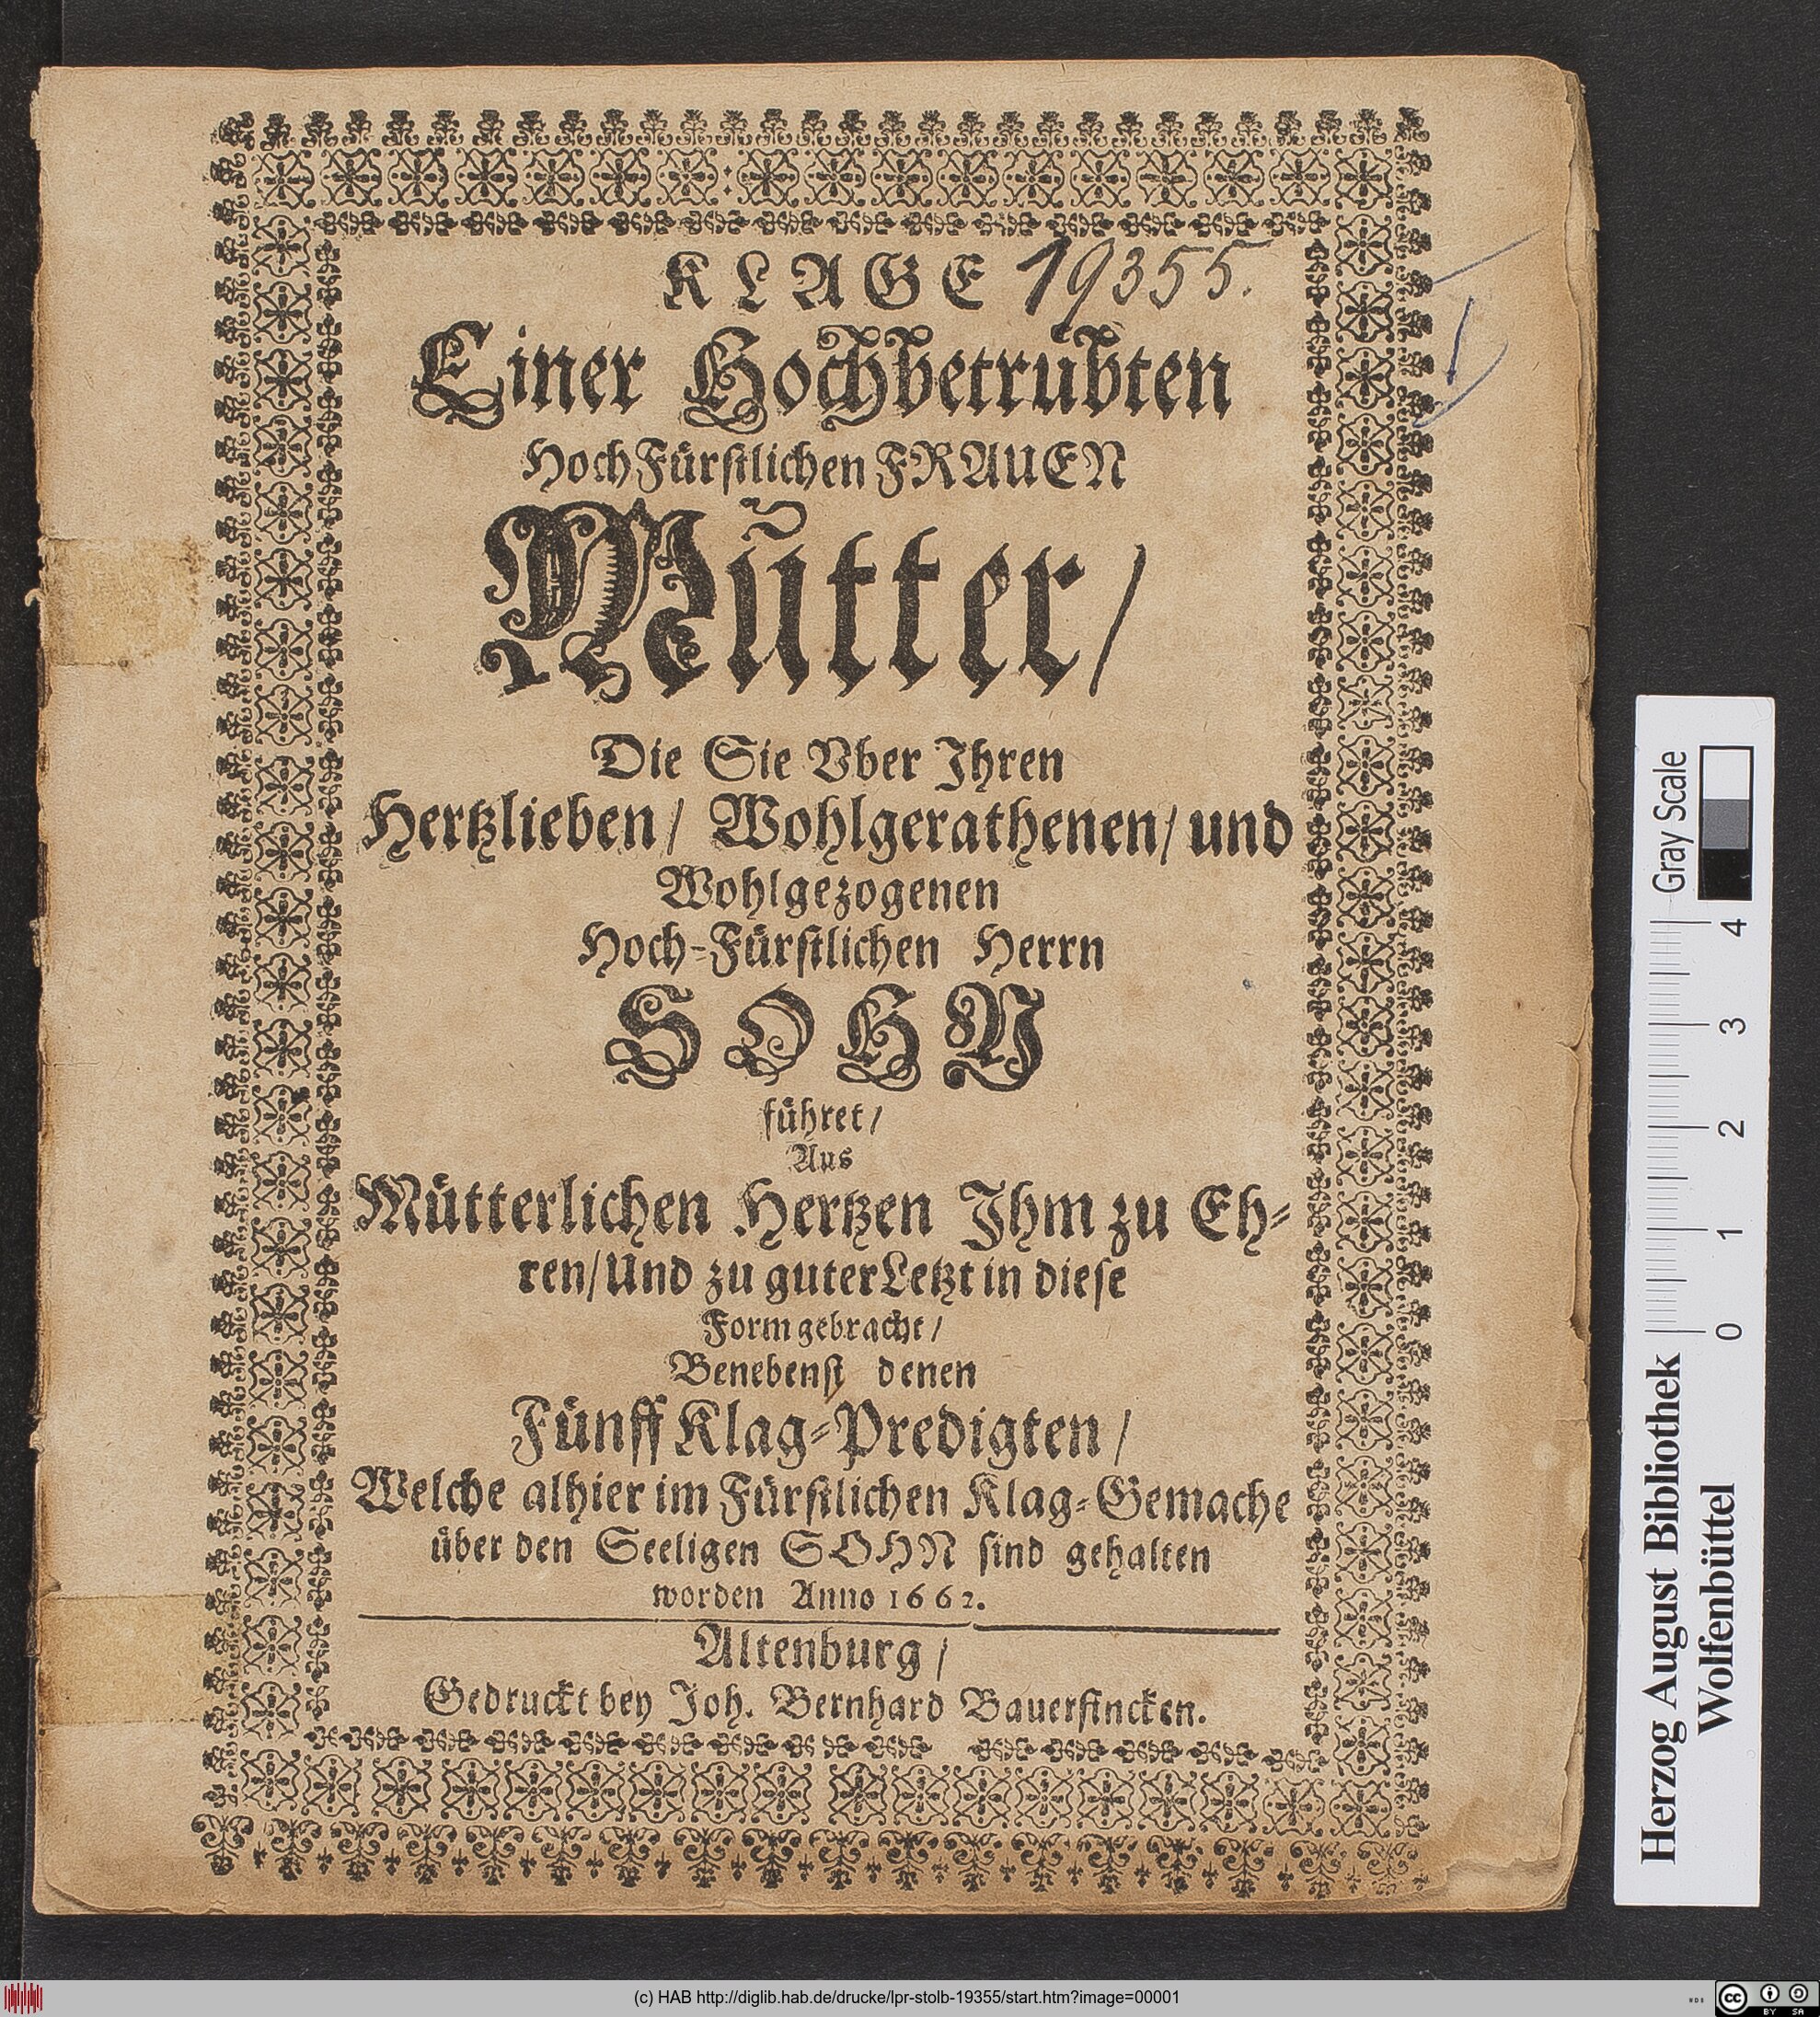 KLAGE 19355.
Einer Hochbetrübten
HochFürstlichen FRAUEN
Mutter/
Die Sie Vber Ihren
Hertzlieben/ Wohlgerathenen/ und
Wohlgezogenen
Hoch-Fürstlichen Herrn
SOHN
führet/
Aus
Mütterlichen Hertzen Ihm zu Eh-
ren/Und zu guter Letzt in diese
Form gebracht/
Benebenst denen
Fünff Klag-Predigten/
Welche alhier im Fürstlichen Klag-Gemache
über den Seeligen SOHN sind gehalten
worden Anno 1662.
Altenburg/
Gedruckt bey Joh. Bernhard Bauerfincken.
Herzog August Bibliothek
Wolfenbüttel
0 1 2 3 4
Gray Scale
(c) HAB http://diglib.hab.de/drucke/lpr-stolb-19355/start.htm?image=00001
cc BY SA